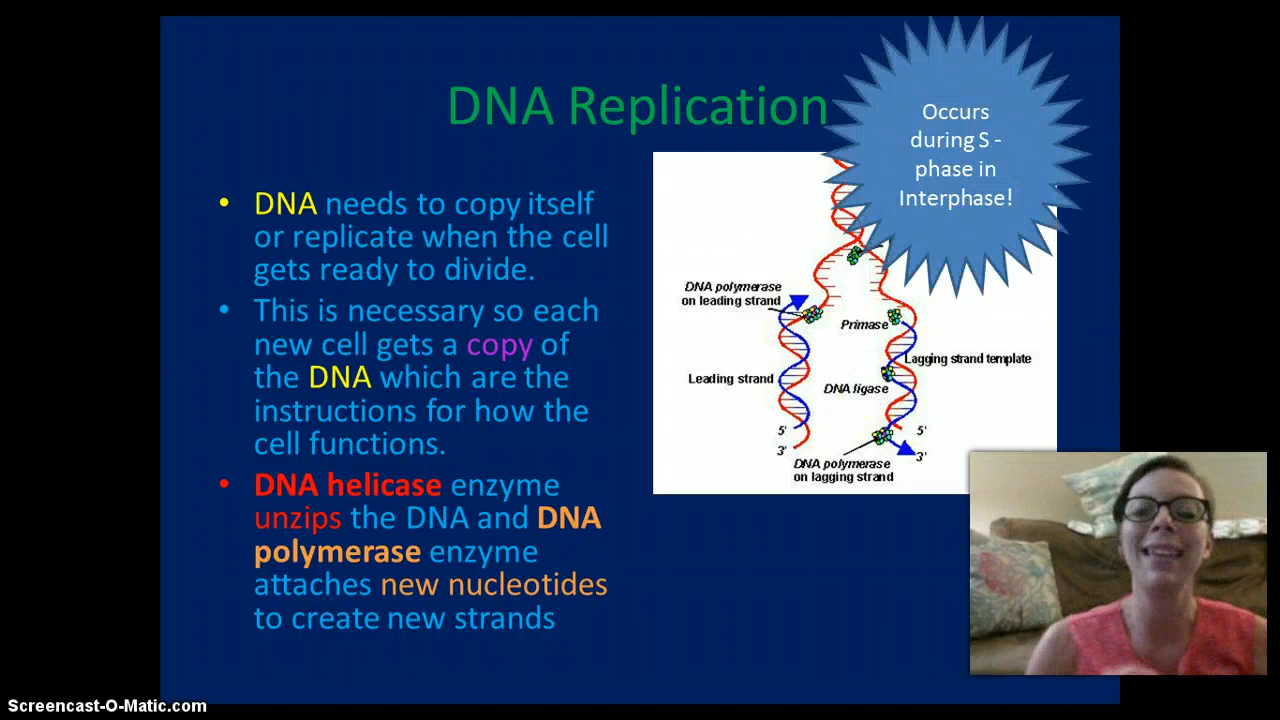 DNA Replication
Occurs
during S -
phase in
Interphase!
• DNA needs to copy itself
or replicate when the cell
gets ready to divide.
• This is necessary so each
new cell gets a copy of
the DNA which are the
instructions for how the
cell functions.
• DNA helicase enzyme
unzips the DNA and DNA
polymerase enzyme
attaches new nucleotides
to create new strands
DNA polymerase
on leading strand
Primase
Lagging strand template
Leading strand
DNA ligase
5'
3'
5'
3'
DNA polymerase
on lagging strand
Screencast-O-Matic.com